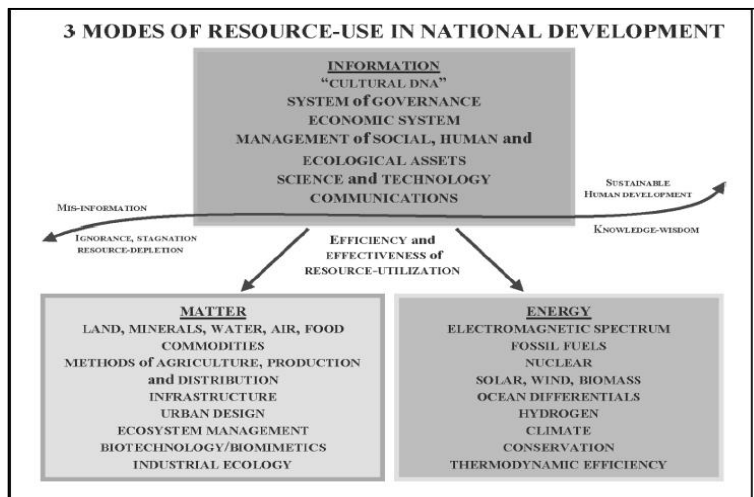 3 MODES OF RESOURCE-USE IN NATIONAL DEVELOPMENT
INFORMATION
“CULTURAL DNA”
SYSTEM of GOVERNANCE
ECONOMIC SYSTEM
MANAGEMENT of SOCIAL, HUMAN and
ECOLOGICAL ASSETS
SCIENCE and TECHNOLOGY
COMMUNICATIONS
MIS-INFORMATION
IGNORANCE, STAGNATION
RESOURCE-DEPLETION
SUSTAINABLE
HUMAN DEVELOPMENT
KNOWLEDGE-WISDOM
EFFICIENCY and
EFFECTIVENESS of
RESOURCE-UTILIZATION
MATTER
LAND, MINERALS, WATER, AIR, FOOD
COMMODITIES
METHODS of AGRICULTURE, PRODUCTION
and DISTRIBUTION
INFRASTRUCTURE
URBAN DESIGN
ECOSYSTEM MANAGEMENT
BIOTECHNOLOGY/BIOMIMETICS
INDUSTRIAL ECOLOGY
ENERGY
ELECTROMAGNETIC SPECTRUM
FOSSIL FUELS
NUCLEAR
SOLAR, WIND, BIOMASS
OCEAN DIFFERENTIALS
HYDROGEN
CLIMATE
CONSERVATION
THERMODYNAMIC EFFICIENCY